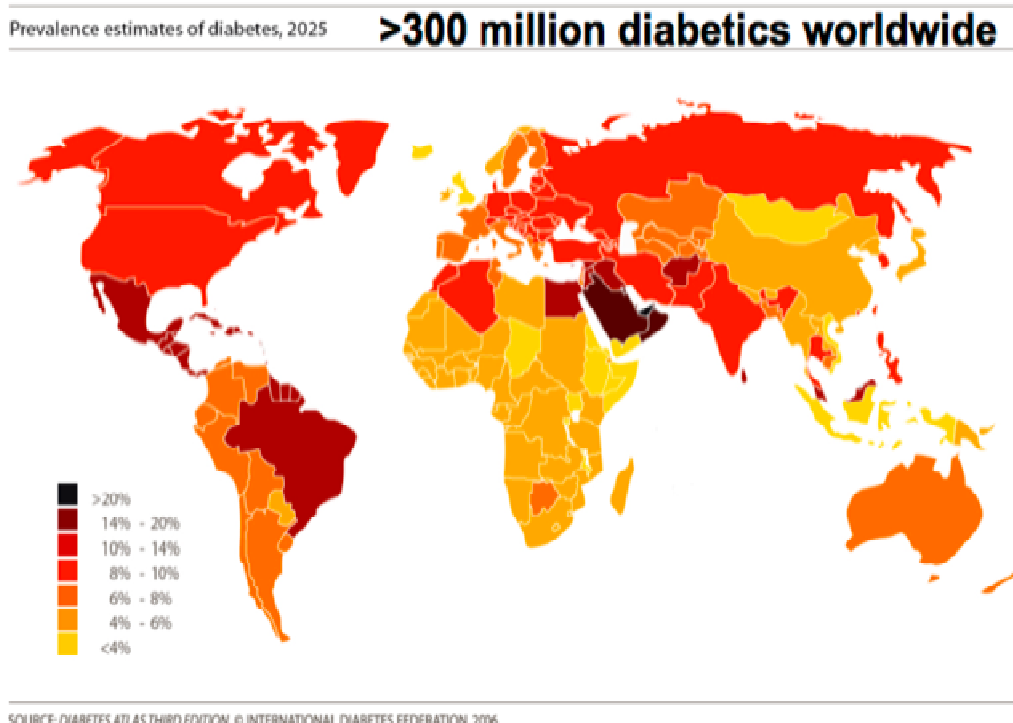 Prevalence estimates of diabetes, 2025
>300 million diabetics worldwide
>20%
14% - 20%
10% - 14%
8% - 10%
6% - 8%
4% - 6%
<4%
SOURCE: DIABETES ATLAS THIRD EDITION, © INTERNATIONAL DIABETES FEDERATION, 2016